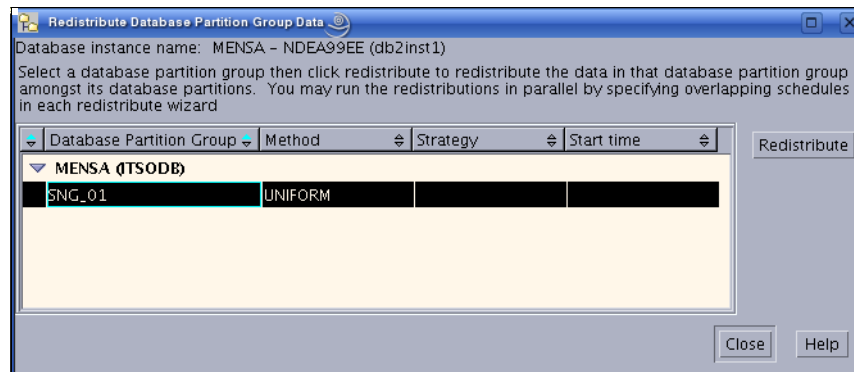 Redistribute Database Partition Group Data
Database instance name: MENSA - NDEA99EE (db2inst1)
Select a database partition group then click redistribute to redistribute the data in that database partition group
amongst its database partitions. You may run the redistributions in parallel by specifying overlapping schedules
in each redistribute wizard
Database Partition Group Method Strategy Start time
Redistribute
MENSA (ITSODB)
SNG_01 UNIFORM
Close Help